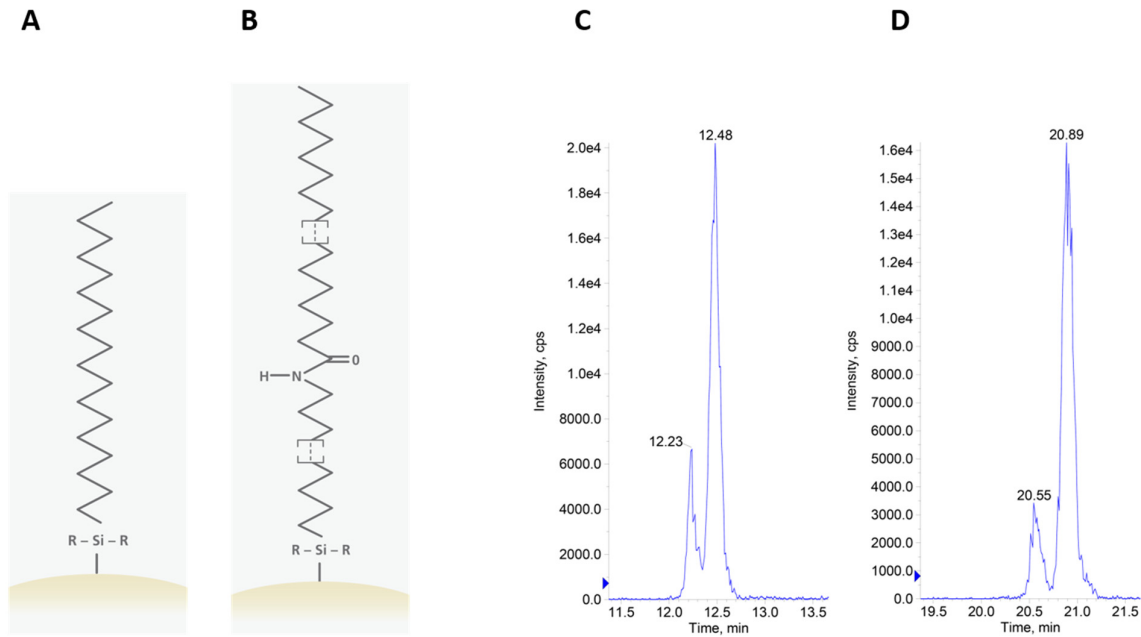 A
B
C
D
R – Si – R
H
N
O
R – Si – R
12.48
12.23
2.0e4
1.8e4
1.6e4
1.4e4
1.2e4
1.0e4
8000.0
6000.0
4000.0
2000.0
0.0
Intensity, cps
11.5 12.0 12.5 13.0 13.5
Time, min
20.89
20.55
1.6e4
1.5e4
1.4e4
1.3e4
1.2e4
1.1e4
1.0e4
9000.0
8000.0
7000.0
6000.0
5000.0
4000.0
3000.0
2000.0
1000.0
0.0
Intensity, cps
19.5 20.0 20.5 21.0 21.5
Time, min